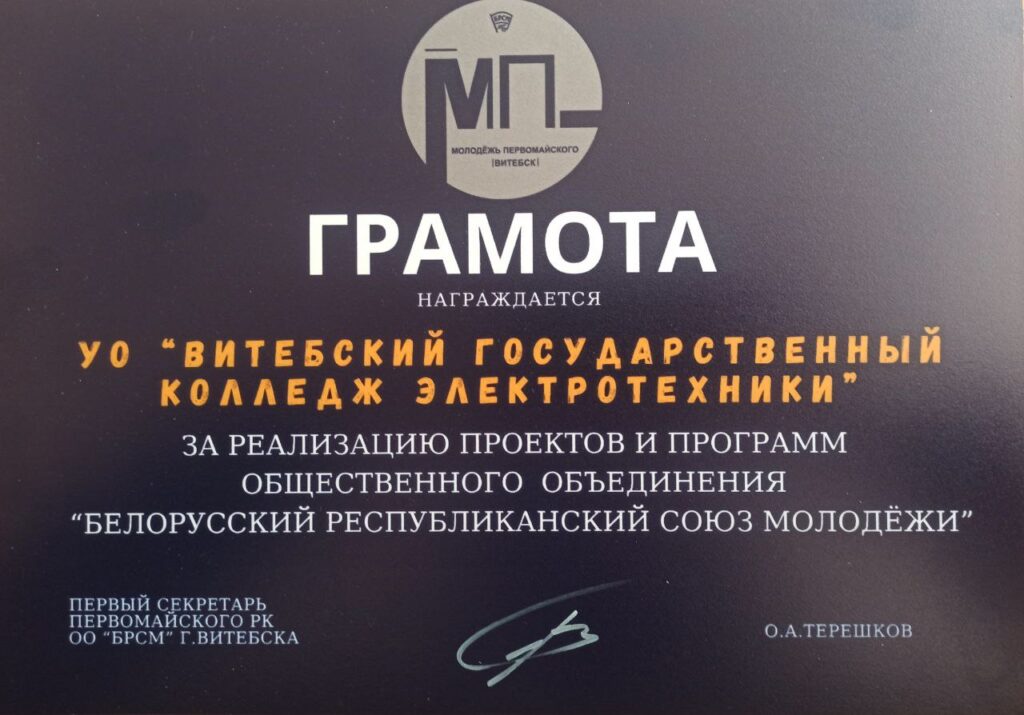 БРСМ
МП
МОЛОДЁЖЬ ПЕРВОМАЙСКОГО
|ВИТЕБСК|
ГРАМОТА
НАГРАЖДАЕТСЯ
УО “ВИТЕБСКИЙ ГОСУДАРСТВЕННЫЙ
КОЛЛЕДЖ ЭЛЕКТРОТЕХНИКИ”
ЗА РЕАЛИЗАЦИЮ ПРОЕКТОВ И ПРОГРАММ
ОБЩЕСТВЕННОГО ОБЪЕДИНЕНИЯ
“БЕЛОРУССКИЙ РЕСПУБЛИКАНСКИЙ СОЮЗ МОЛОДЁЖИ”
ПЕРВЫЙ СЕКРЕТАРЬ
ПЕРВОМАЙСКОГО РК
ОО “БРСМ” Г.ВИТЕБСКА
О.А.ТЕРЕШКОВ